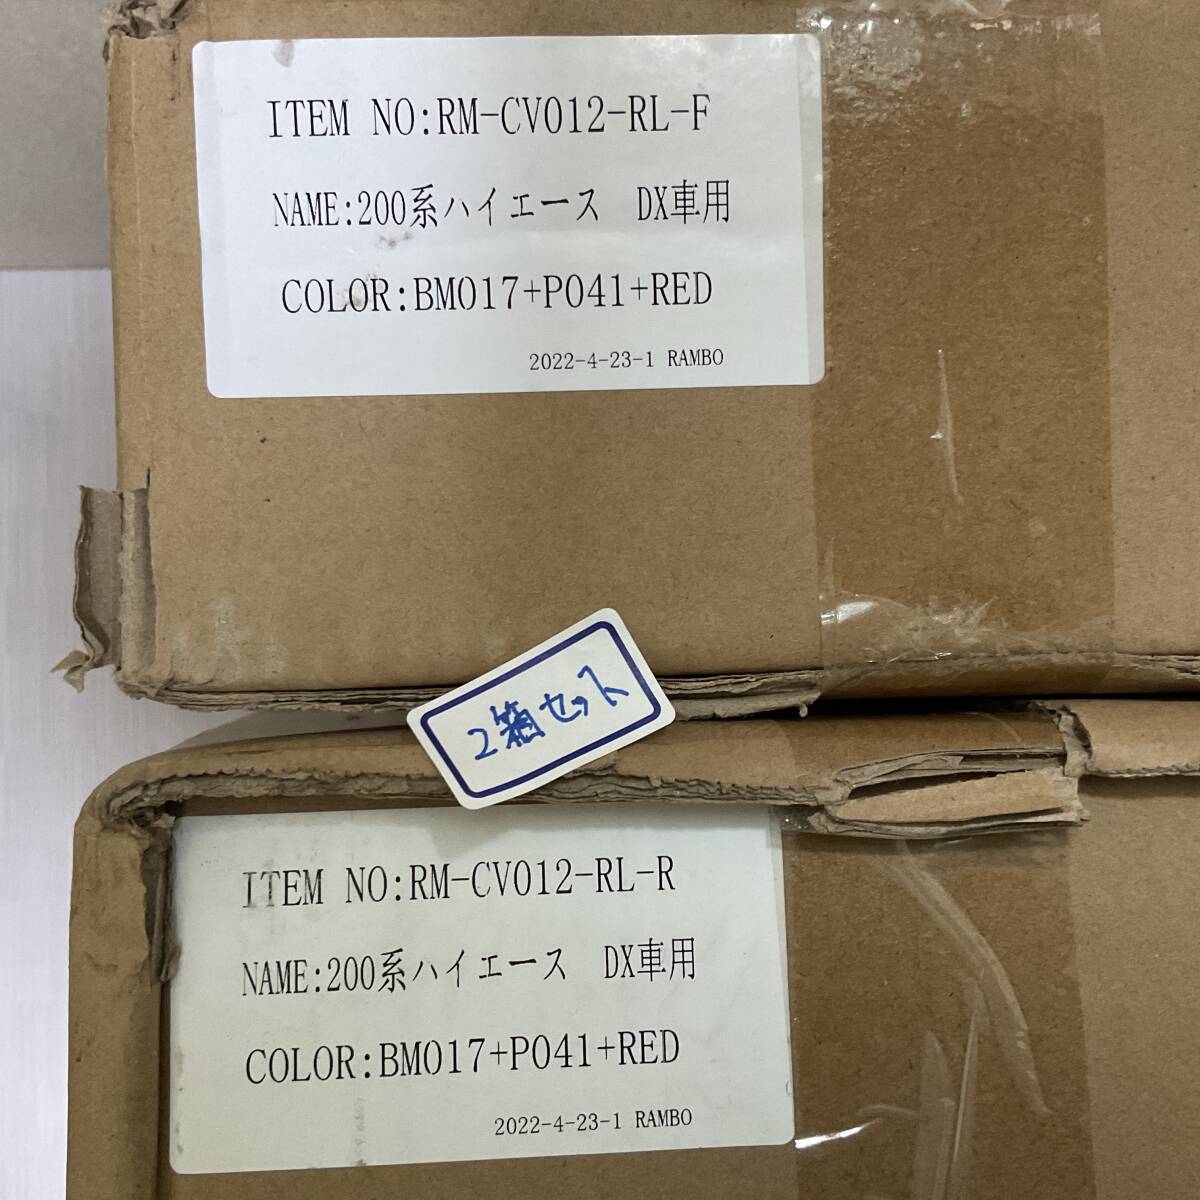 ITEM NO:RM-CV012-RL-F
NAME:200系ハイエース　DX車用
COLOR:BM017+P041+RED
2022-4-23-1 RAMBO
2箱セット
ITEM NO:RM-CV012-RL-R
NAME:200系ハイエース　DX車用
COLOR:BM017+P041+RED
2022-4-23-1 RAMBO